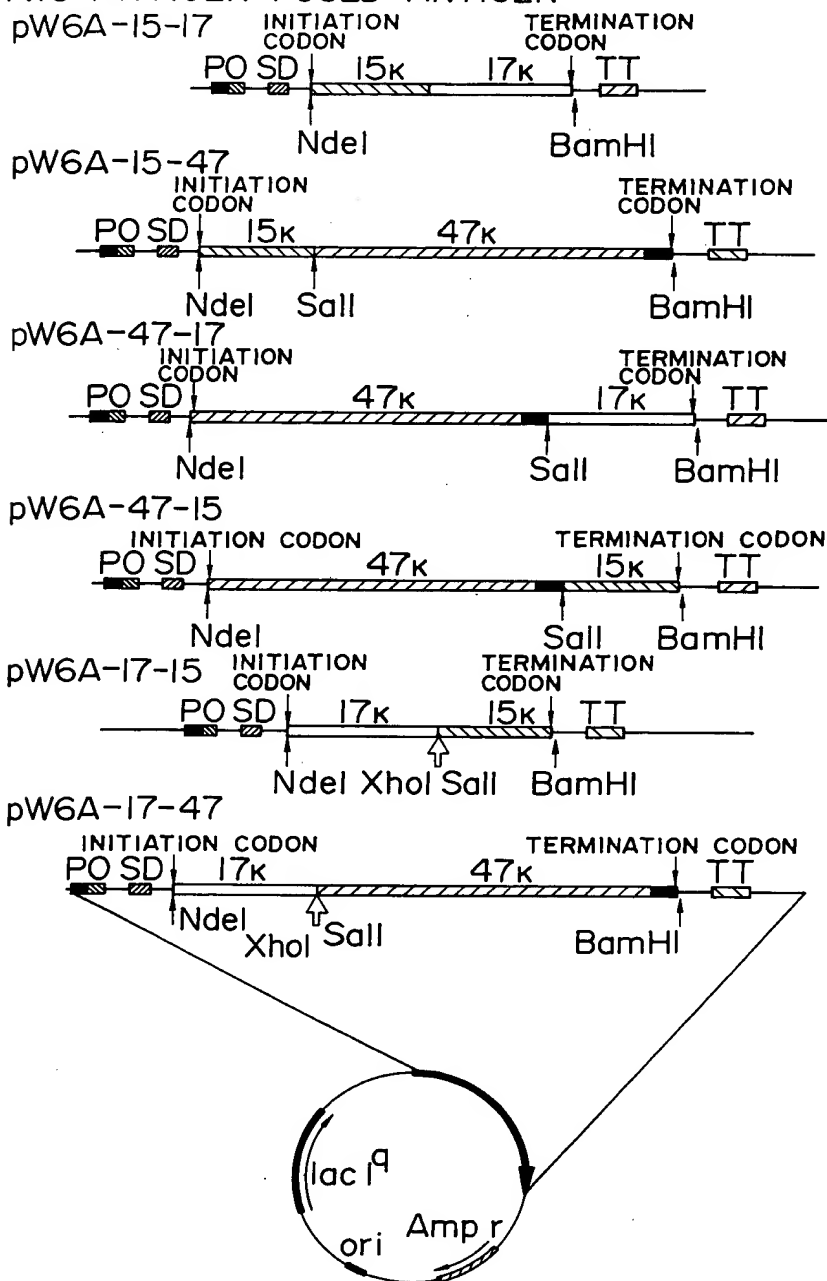 pW6A-15-17
INITIATION CODON
TERMINATION CODON
PO SD 15K 17K TT
NdeI BamHI
pW6A-15-47
INITIATION CODON
TERMINATION CODON
PO SD 15K 47K TT
NdeI SalI BamHI
pW6A-47-17
INITIATION CODON
TERMINATION CODON
PO SD 47K 17K TT
NdeI SalI BamHI
pW6A-47-15
INITIATION CODON TERMINATION CODON
PO SD 47K 15K TT
NdeI SalI BamHI
pW6A-17-15
INITIATION CODON
TERMINATION CODON
PO SD 17K 15K TT
NdeI XhoI SalI BamHI
pW6A-17-47
INITIATION CODON TERMINATION CODON
PO SD 17K 47K TT
NdeI XhoI SalI BamHI
lac I q
ori Amp r